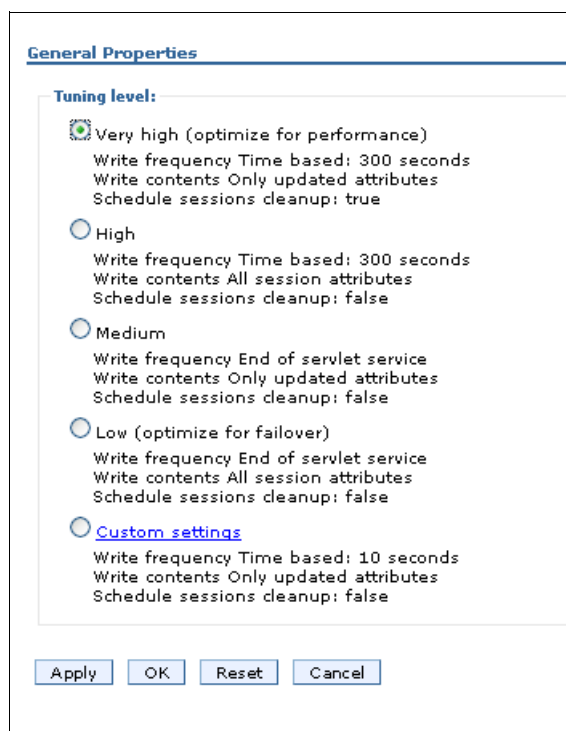 General Properties
Tuning level:
Very high (optimize for performance)
Write frequency Time based: 300 seconds
Write contents Only updated attributes
Schedule sessions cleanup: true
High
Write frequency Time based: 300 seconds
Write contents All session attributes
Schedule sessions cleanup: false
Medium
Write frequency End of servlet service
Write contents Only updated attributes
Schedule sessions cleanup: false
Low (optimize for failover)
Write frequency End of servlet service
Write contents All session attributes
Schedule sessions cleanup: false
Custom settings
Write frequency Time based: 10 seconds
Write contents Only updated attributes
Schedule sessions cleanup: false
Apply OK Reset Cancel